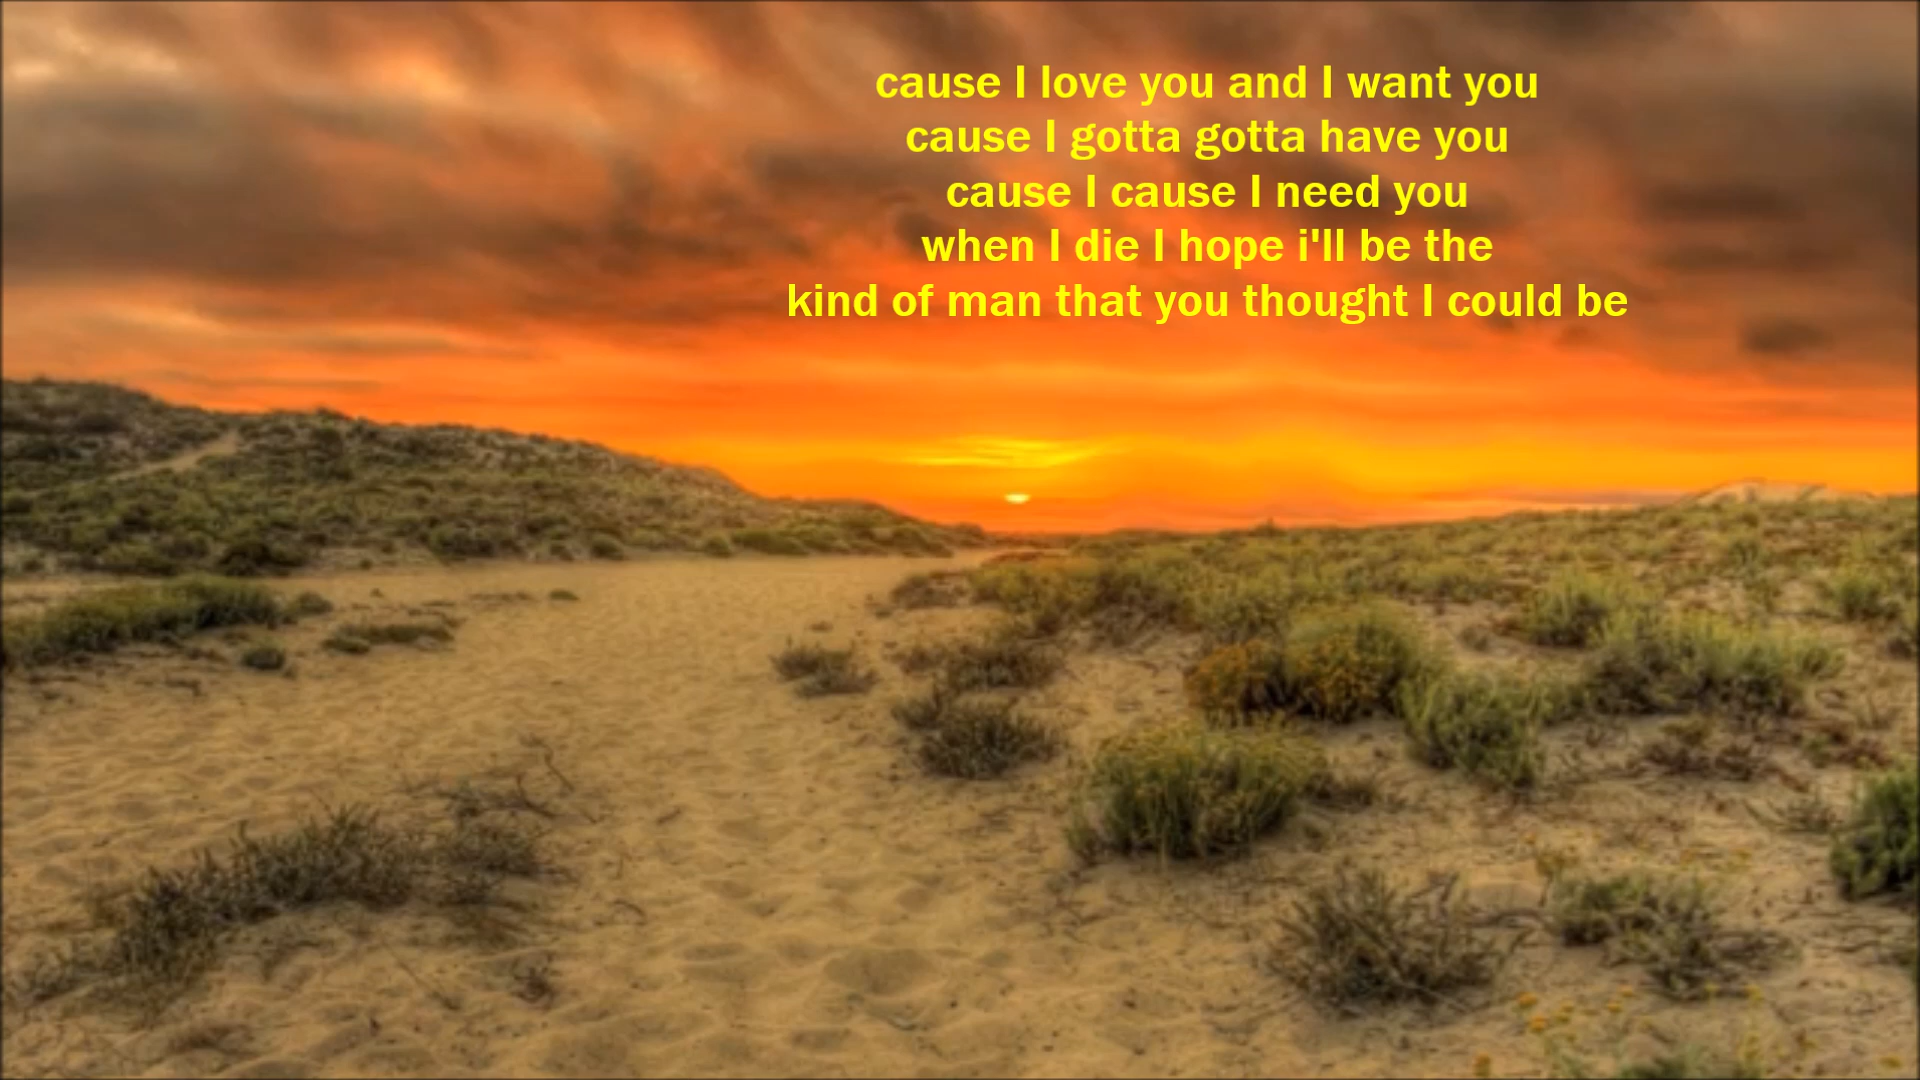 cause I love you and I want you
cause I gotta gotta have you
cause I cause I need you
when I die I hope i'll be the
kind of man that you thought I could be